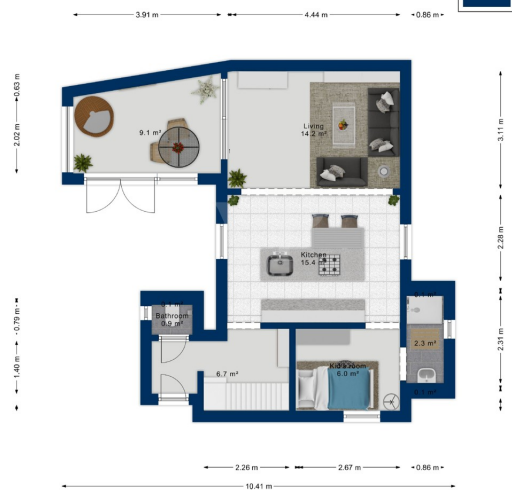 3.91 m
4.44 m
0.86 m
0.63 m
2.02 m
9.1 m²
Living
14.2 m²
3.11 m
Kitchen
15.4
2.28 m
Bathroom
0.9 m²
0.79 m
2.3 m²
2.31 m
1.40 m
6.7 m²
Kid's room
6.0 m²
2.26 m
2.67 m
0.86 m
10.41 m